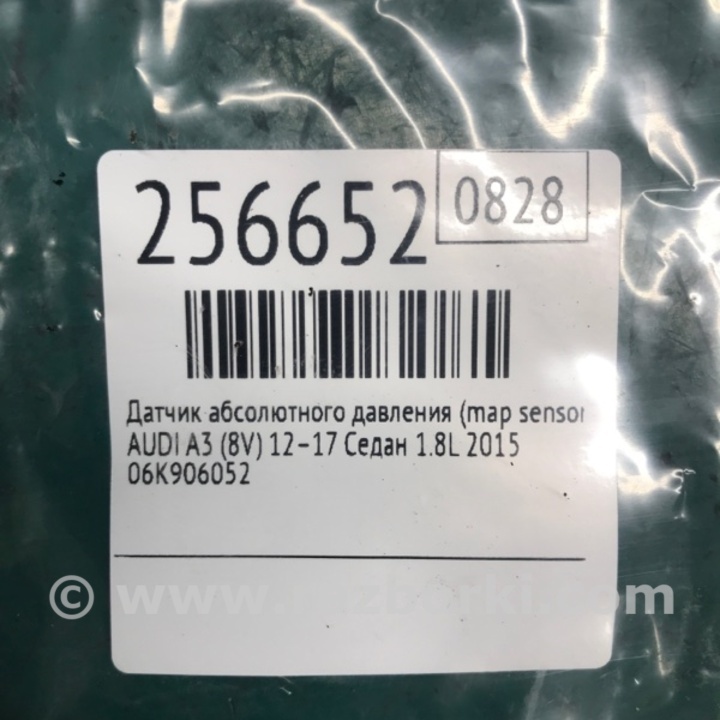 256652 0828
Датчик абсолютного давления (map sensor
AUDI A3 (8V) 12-17 Седан 1.8L 2015
06K906052